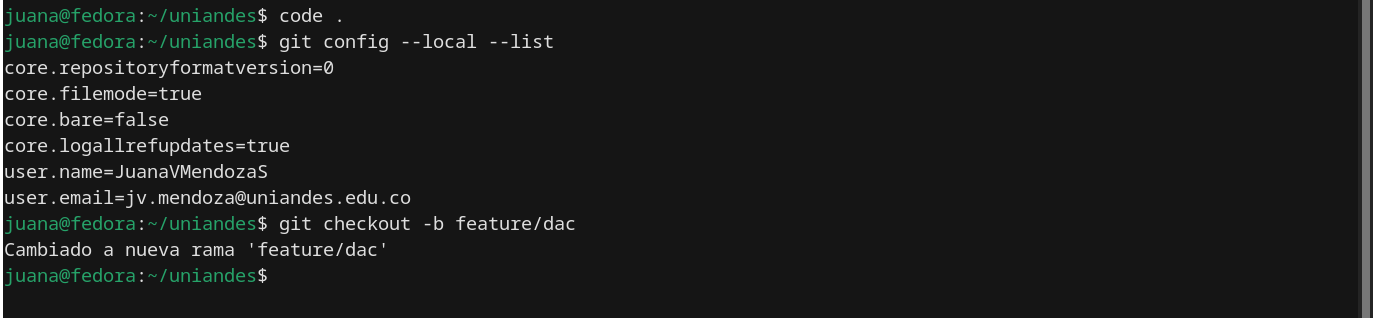 juana@fedora:~/uniandes$ code .
juana@fedora:~/uniandes$ git config --local --list
core.repositoryformatversion=0
core.filemode=true
core.bare=false
core.logallrefupdates=true
user.name=JuanaVMendozaS
user.email=jv.mendoza@uniandes.edu.co
juana@fedora:~/uniandes$ git checkout -b feature/dac
Cambiado a nueva rama 'feature/dac'
juana@fedora:~/uniandes$